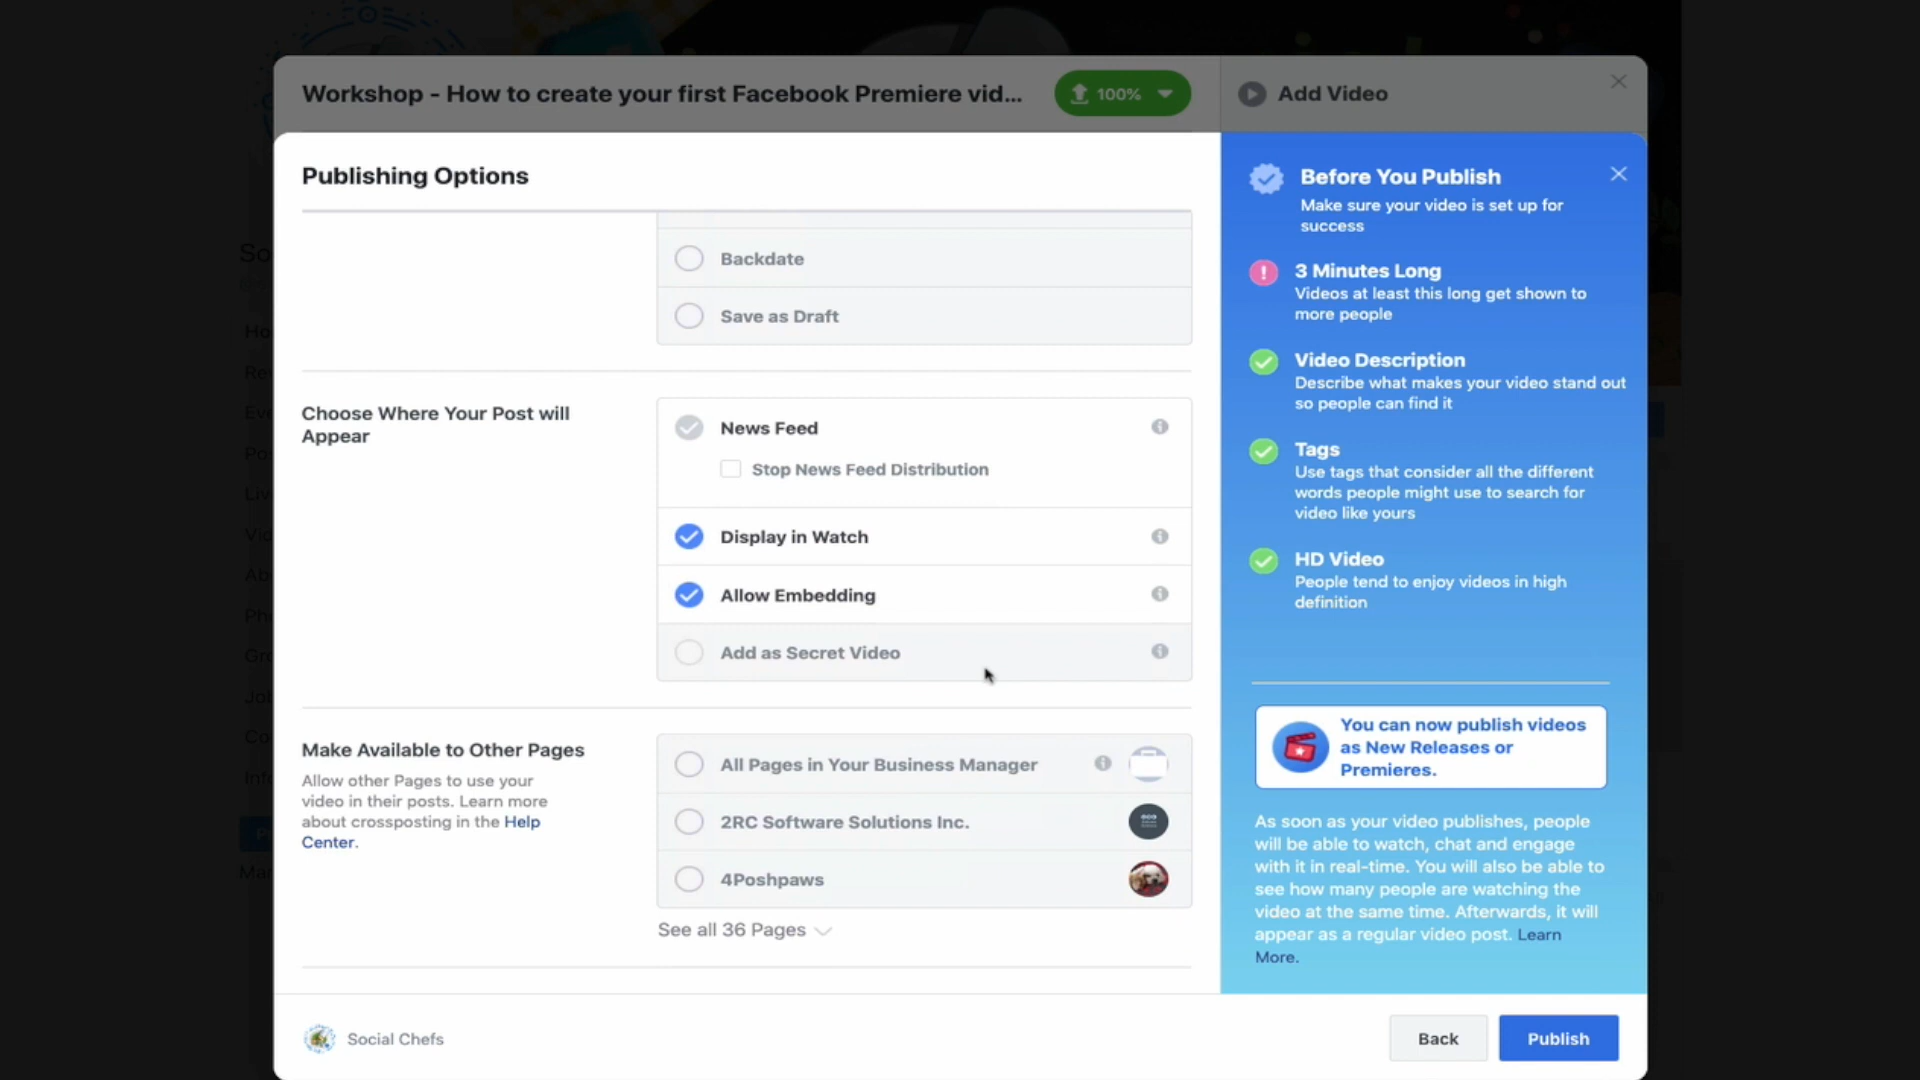 Workshop - How to create your first Facebook Premiere vid...
100%
Add Video
Publishing Options
Backdate
Save as Draft
Choose Where Your Post will
Appear
News Feed
Stop News Feed Distribution
Display in Watch
Allow Embedding
Add as Secret Video
Make Available to Other Pages
Allow other Pages to use your
video in their posts. Learn more
about crossposting in the Help
Center.
All Pages in Your Business Manager
2RC Software Solutions Inc.
4Poshpaws
See all 36 Pages
Before You Publish
Make sure your video is set up for
success
3 Minutes Long
Videos at least this long get shown to
more people
Video Description
Describe what makes your video stand out
so people can find it
Tags
Use tags that consider all the different
words people might use to search for
video like yours
HD Video
People tend to enjoy videos in high
definition
You can now publish videos
as New Releases or
Premieres.
As soon as your video publishes, people
will be able to watch, chat and engage
with it in real-time. You will also be able to
see how many people are watching the
video at the same time. Afterwards, it will
appear as a regular video post. Learn
More.
Social Chefs
Back
Publish